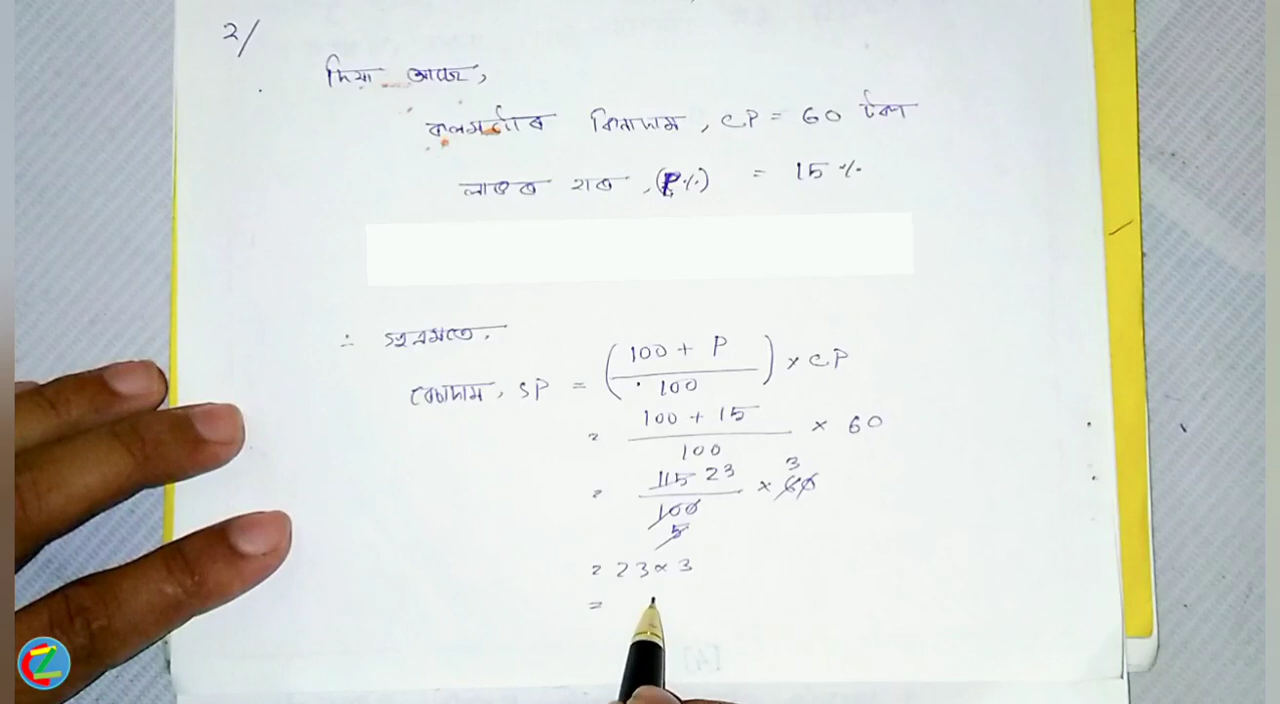 2/
দিয়া আছে,
কলমটোৰ কিনাদাম, CP = 60 টকা
লাভৰ হাৰ, (P%) = 15 %
∴ সূত্ৰমতে,
বেচাদাম, SP = (100 + P / 100) × CP
= 100 + 15 / 100 × 60
= 115 23 / 100 5 × 60 3
= 23 × 3
=